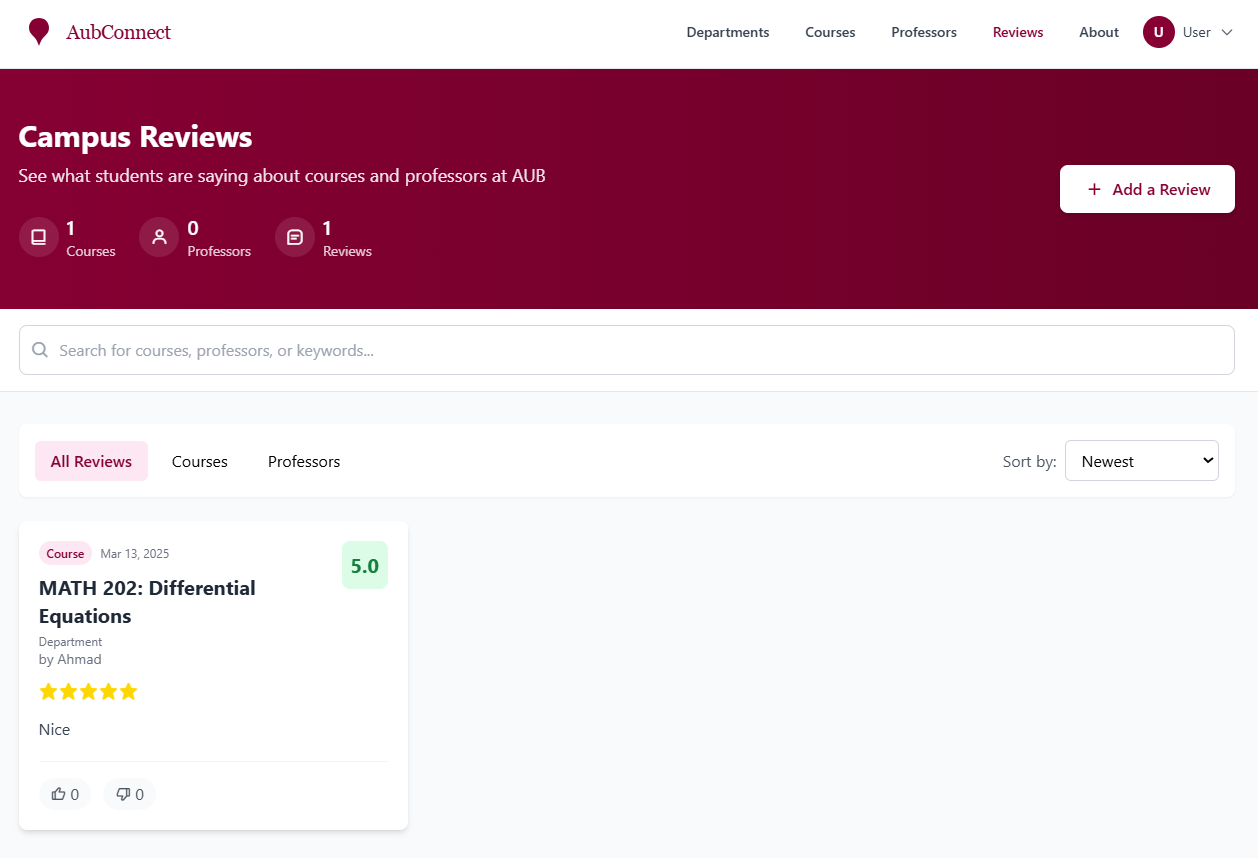 AubConnect
Departments Courses Professors Reviews About U User
Campus Reviews
See what students are saying about courses and professors at AUB
+ Add a Review
1 Courses
0 Professors
1 Reviews
Search for courses, professors, or keywords...
All Reviews Courses Professors Sort by: Newest
Course Mar 13, 2025 5.0
MATH 202: Differential
Equations
Department
by Ahmad
Nice
0 0